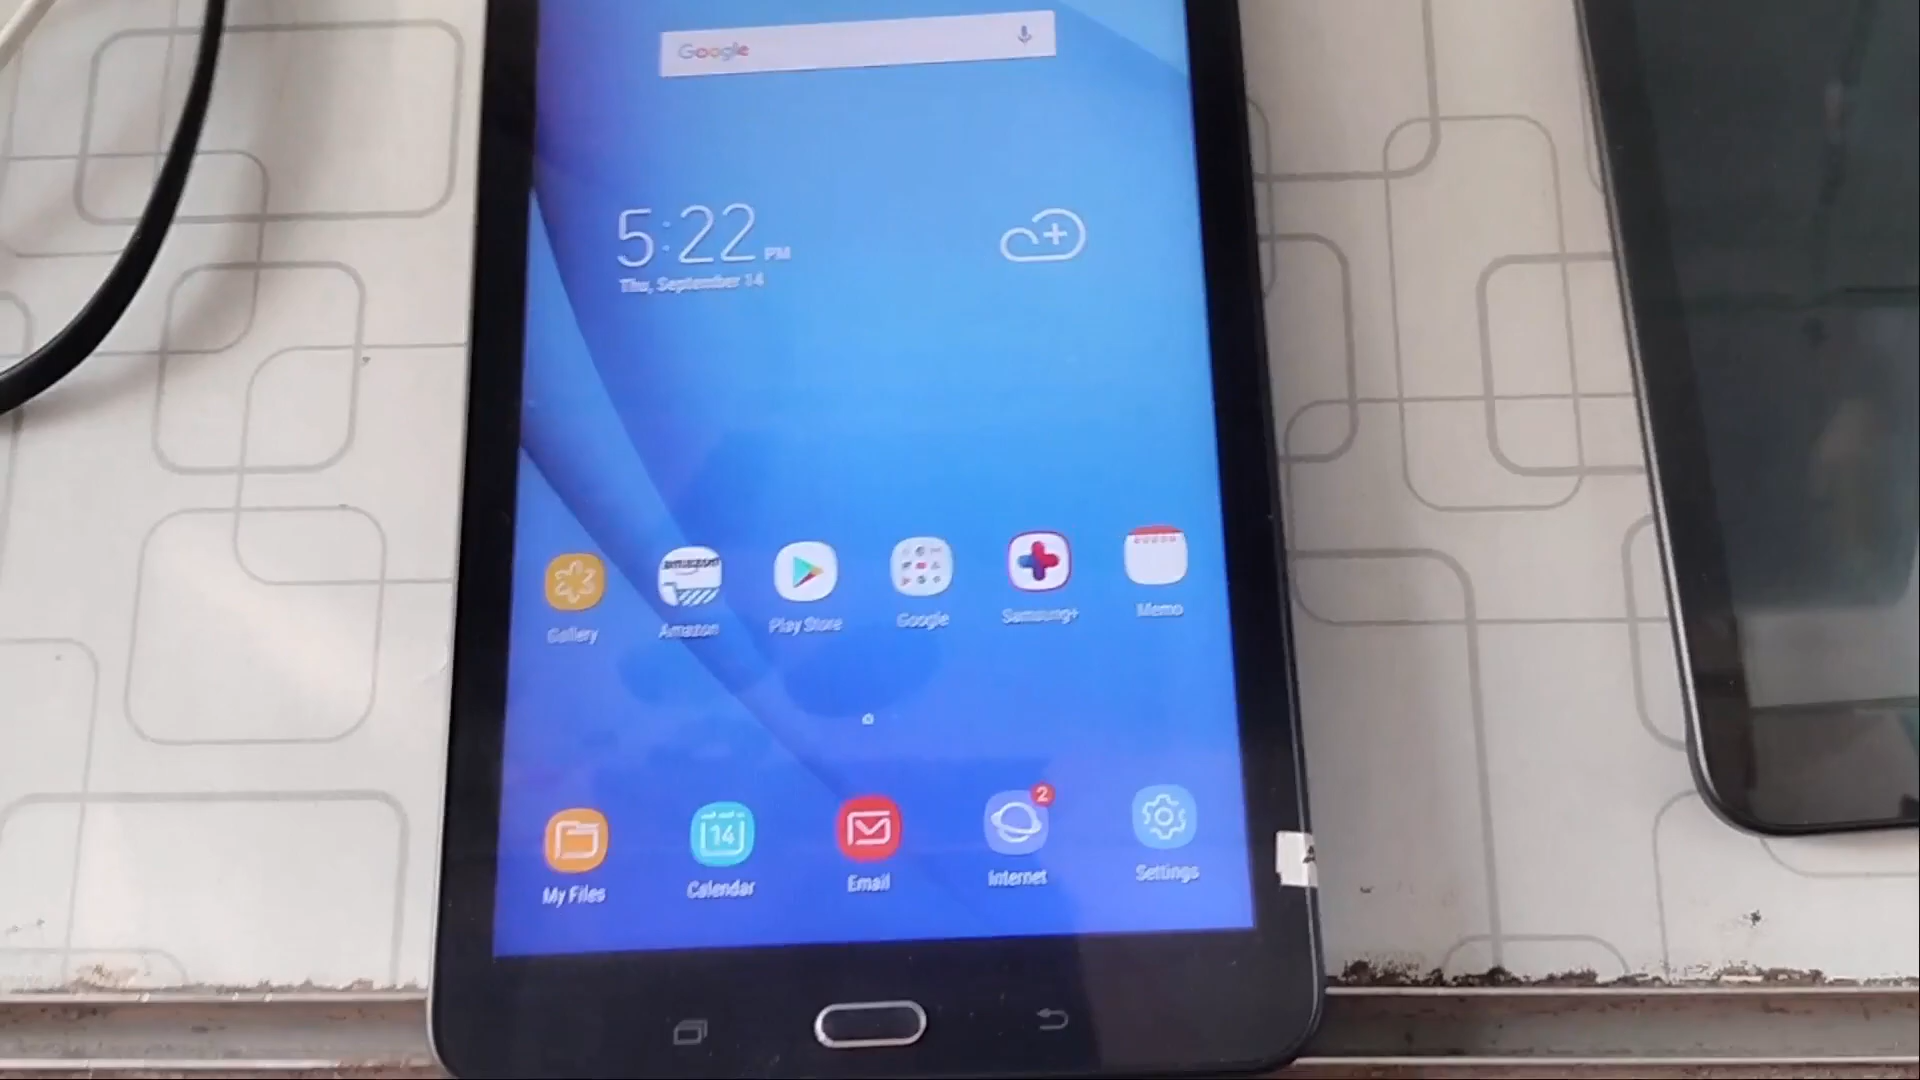 Google
5:22 PM
Thu, September 14
amazon
Gallery
Amazon
Play Store
Google
Samsung+
Memo
14
2
My Files
Calendar
Email
Internet
Settings